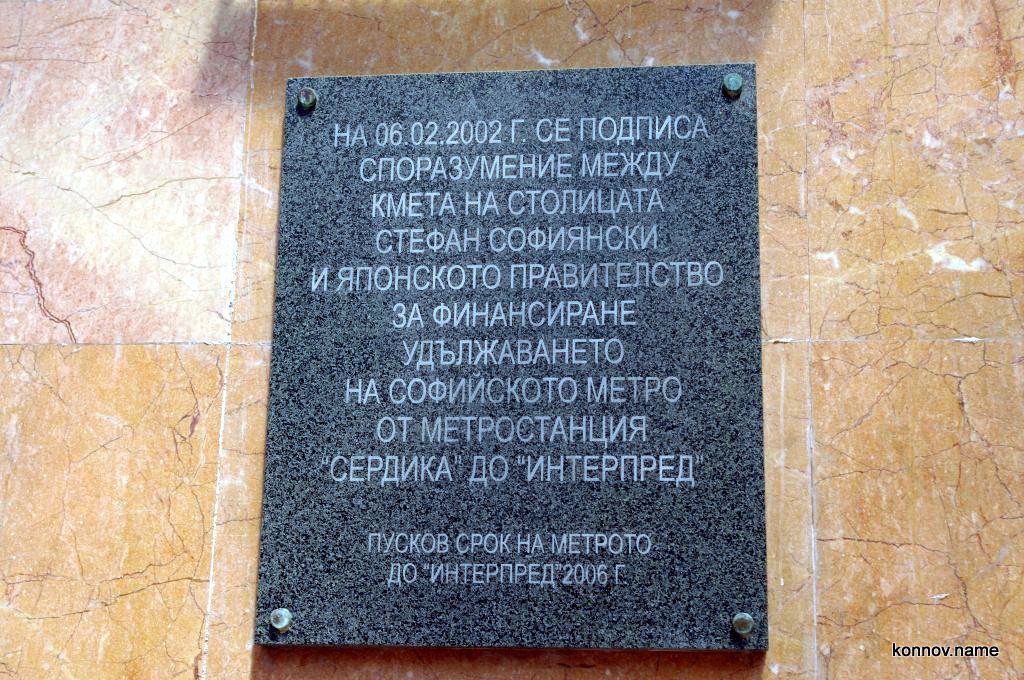 НА 06.02.2002 Г. СЕ ПОДПИСА
СПОРАЗУМЕНИЕ МЕЖДУ
КМЕТА НА СТОЛИЦАТА
СТЕФАН СОФИЯНСКИ
И ЯПОНСКОТО ПРАВИТЕЛСТВО
ЗА ФИНАНСИРАНЕ
УДЪЛЖАВАНЕТО
НА СОФИЙСКОТО МЕТРО
ОТ МЕТРОСТАНЦИЯ
“СЕРДИКА” ДО “ИНТЕРПРЕД”
ПУСКОВ СРОК НА МЕТРОТО
ДО “ИНТЕРПРЕД”2006 Г.
konnov.name